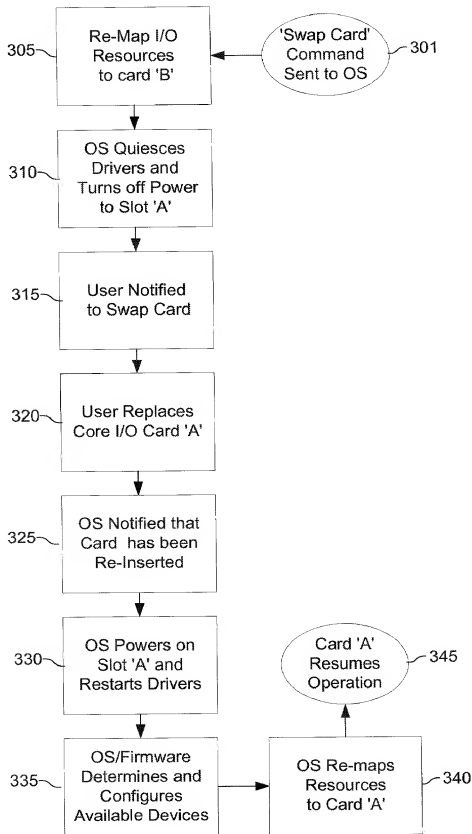 305
Re-Map I/O
Resources
to card 'B'
'Swap Card'
Command
Sent to OS
301
310
OS Quiesces
Drivers and
Turns off Power
to Slot 'A'
315
User Notified
to Swap Card
320
User Replaces
Core I/O Card 'A'
325
OS Notified that
Card has been
Re-Inserted
330
OS Powers on
Slot 'A' and
Restarts Drivers
335
OS/Firmware
Determines and
Configures
Available Devices
OS Re-maps
Resources
to Card 'A'
340
Card 'A'
Resumes
Operation
345